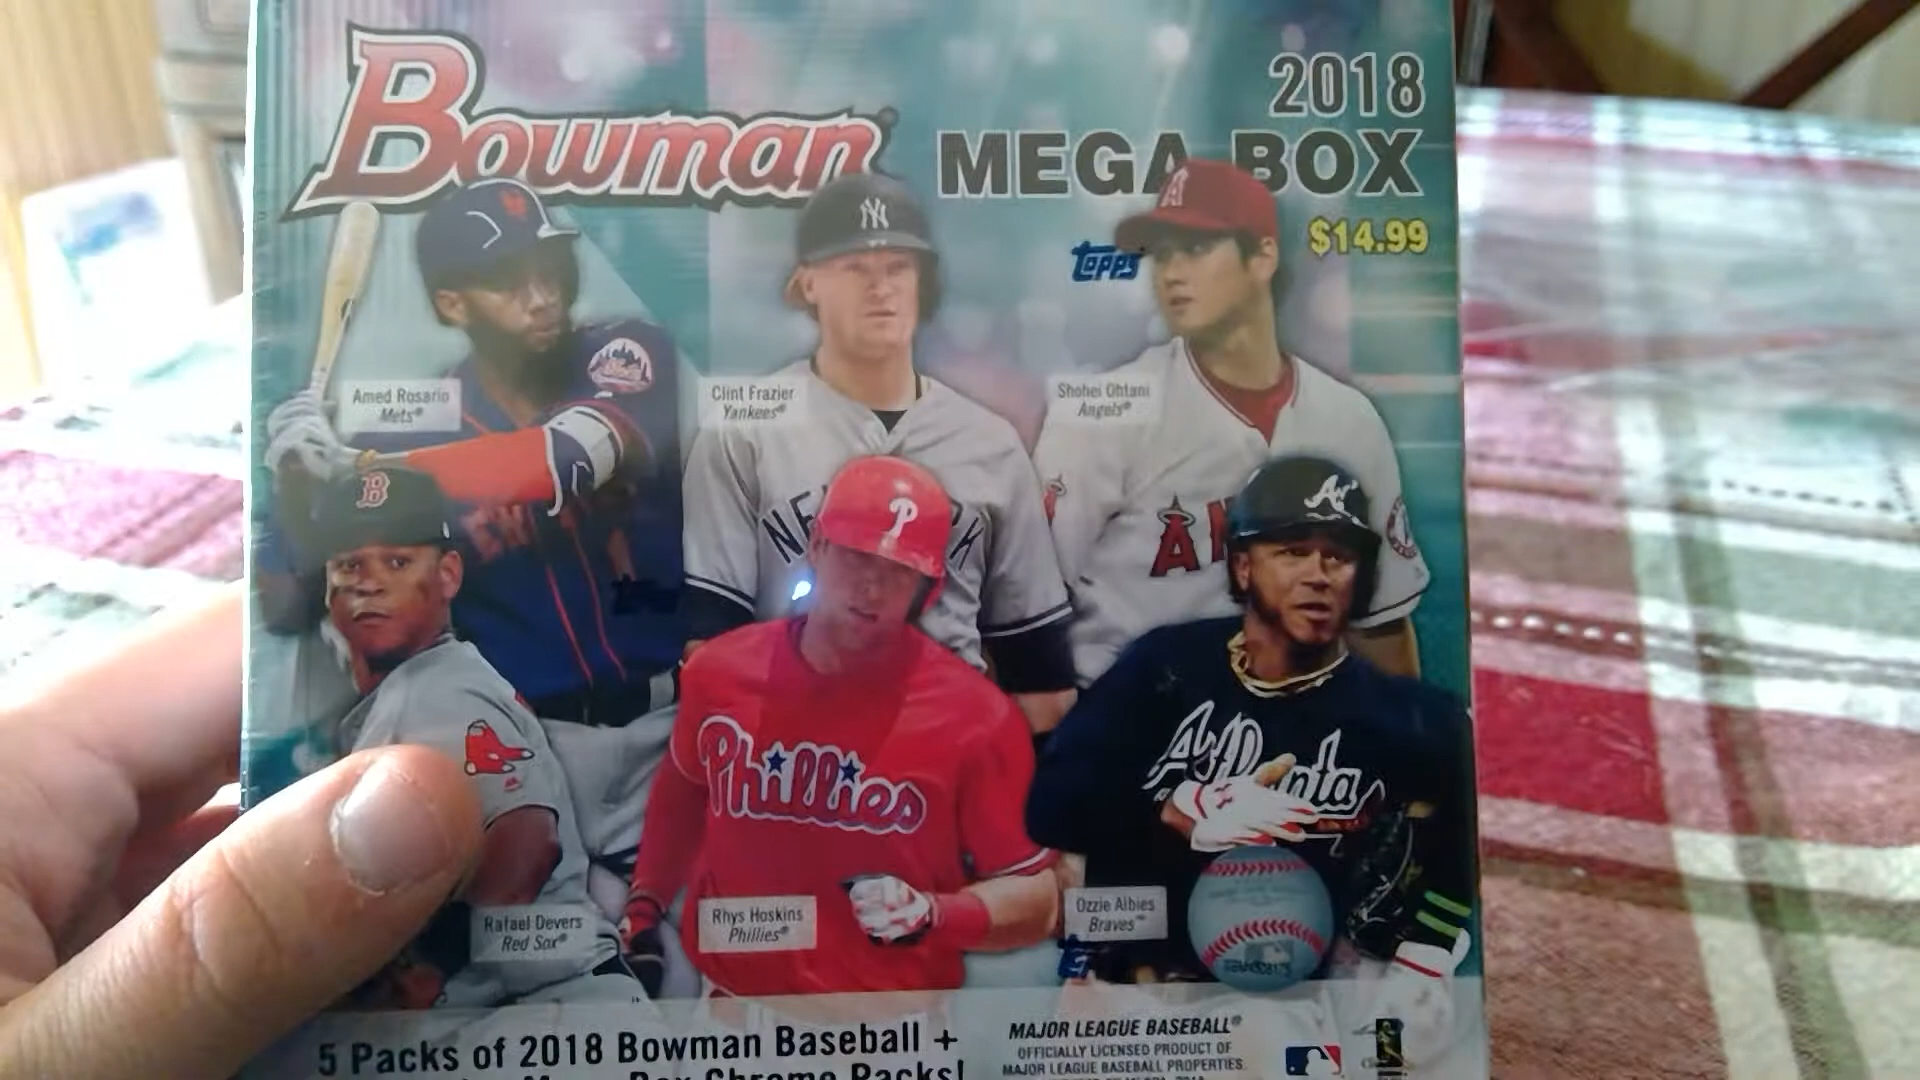 Bowman®
2018
MEGA BOX
$14.99
topps
Amed Rosario
Mets®
Clint Frazier
Yankees®
Shohei Ohtani
Angels®
Phillies
Atlanta
Rafael Devers
Red Sox®
Rhys Hoskins
Phillies®
Ozzie Albies
Braves™
5 Packs of 2018 Bowman Baseball +
Mega Box Chrome Packs!
MAJOR LEAGUE BASEBALL®
OFFICIALLY LICENSED PRODUCT OF
MAJOR LEAGUE BASEBALL PROPERTIES